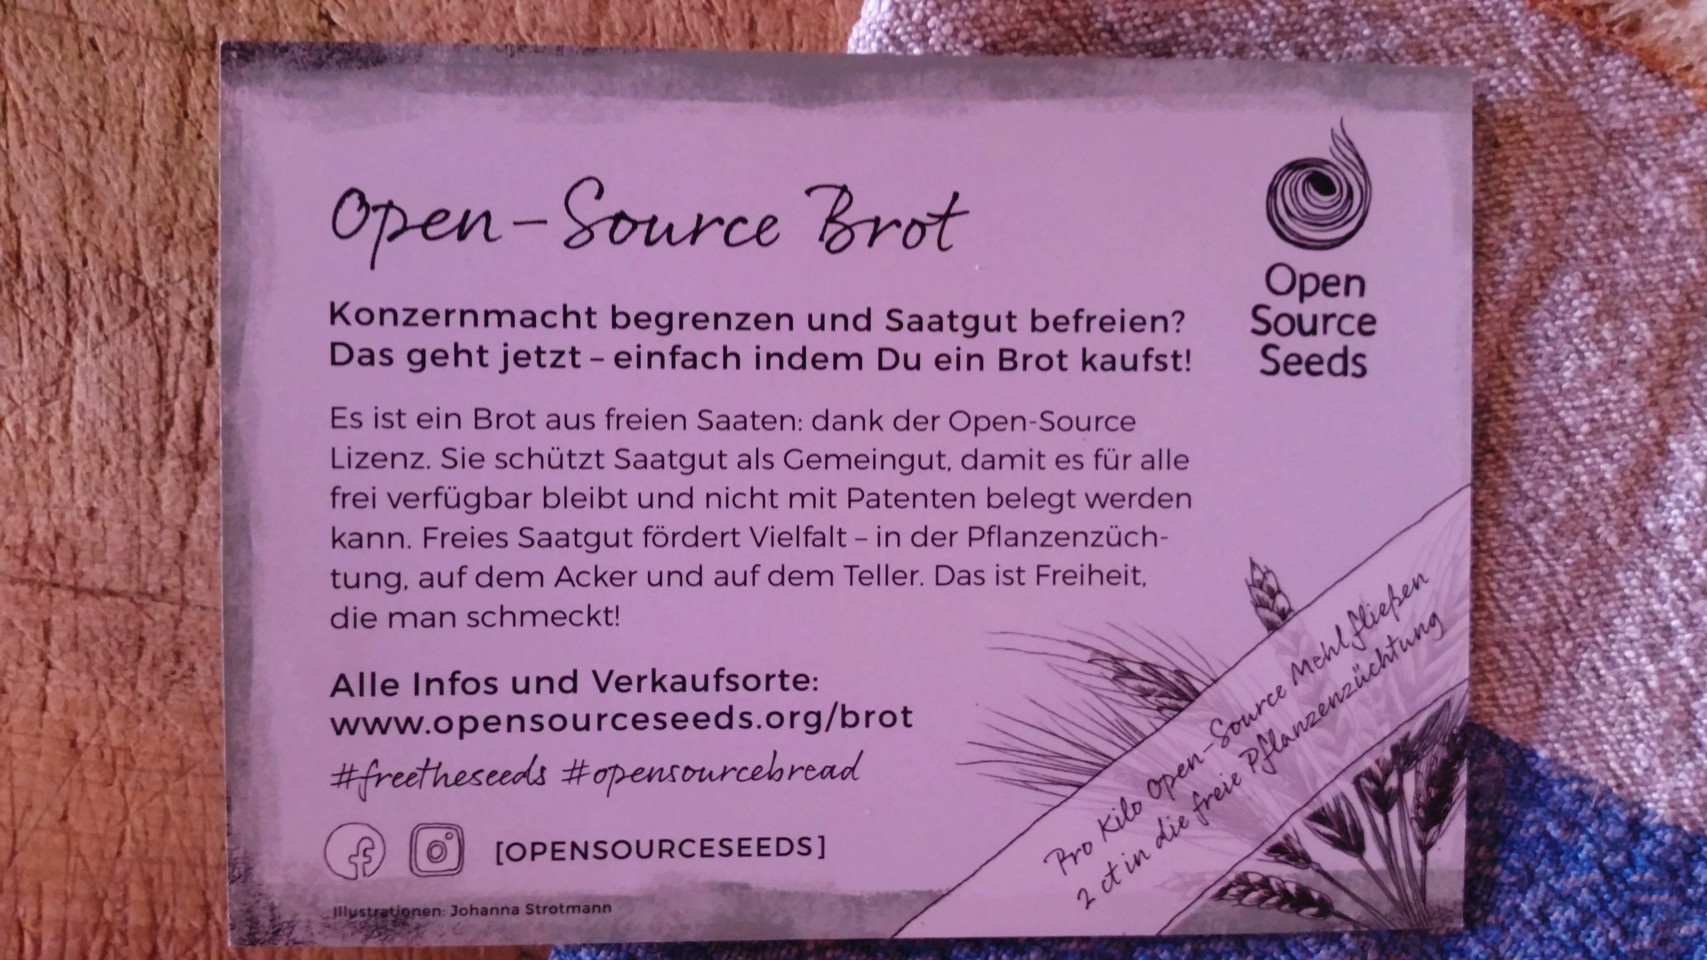 Open-Source Brot
Open
Source
Seeds
Konzernmacht begrenzen und Saatgut befreien?
Das geht jetzt – einfach indem Du ein Brot kaufst!
Es ist ein Brot aus freien Saaten: dank der Open-Source
Lizenz. Sie schützt Saatgut als Gemeingut, damit es für alle
frei verfügbar bleibt und nicht mit Patenten belegt werden
kann. Freies Saatgut fördert Vielfalt – in der Pflanzenzüch-
tung, auf dem Acker und auf dem Teller. Das ist Freiheit,
die man schmeckt!
Alle Infos und Verkaufsorte:
www.opensourceseeds.org/brot
#freetheseeds #opensourcebread
[OPENSOURCESEEDS]
Illustrationen: Johanna Strotmann
Pro Kilo Open-Source Mehl fließen
2 ct in die freie Pflanzenzüchtung